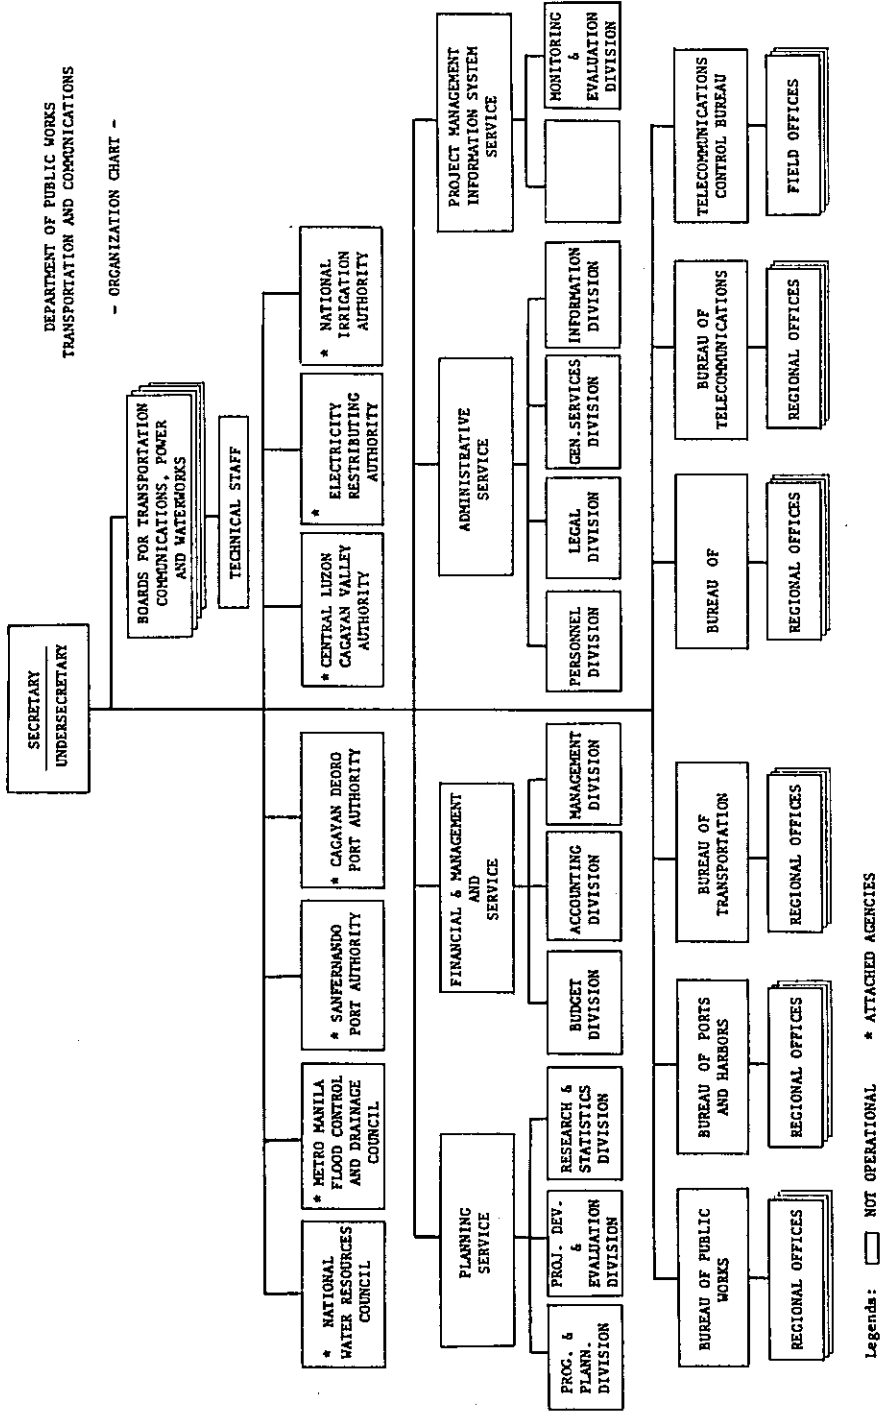 DEPARTMENT OF PUBLIC WORKS
TRANSPORTATION AND COMMUNICATIONS
- ORGANIZATION CHART -
SECRETARY
UNDERSECRETARY
BOARDS FOR TRANSPORTATION
COMMUNICATIONS, POWER
AND WATERWORKS
TECHNICAL STAFF
* NATIONAL
WATER RESOURCES
COUNCIL
* METRO MANILA
FLOOD CONTROL
AND DRAINAGE
COUNCIL
* SANFERNANDO
PORT AUTHORITY
* CAGAYAN DEORO
PORT AUTHORITY
* CENTRAL LUZON
CAGAYAN VALLEY
AUTHORITY
* ELECTRICITY
RESTRIBUTING
AUTHORITY
* NATIONAL
IRRIGATION
AUTHORITY
PLANNING
SERVICE
FINANCIAL & MANAGEMENT
AND
SERVICE
ADMINISTRATIVE
SERVICE
PROJECT MANAGEMENT
INFORMATION SYSTEM
SERVICE
PROG. &
PLANN.
DIVISION
PROJ. DEV.
&
EVALUATION
DIVISION
RESEARCH &
STATISTICS
DIVISION
BUDGET
DIVISION
ACCOUNTING
DIVISION
MANAGEMENT
DIVISION
PERSONNEL
DIVISION
LEGAL
DIVISION
GEN.SERVICES
DIVISION
INFORMATION
DIVISION
MONITORING
&
EVALUATION
DIVISION
BUREAU OF PUBLIC
WORKS
BUREAU OF PORTS
AND HARBORS
BUREAU OF
TRANSPORTATION
BUREAU OF
BUREAU OF
TELECOMMUNICATIONS
TELECOMMUNICATIONS
CONTROL BUREAU
REGIONAL OFFICES
REGIONAL OFFICES
REGIONAL OFFICES
REGIONAL OFFICES
REGIONAL OFFICES
FIELD OFFICES
Legends: NOT OPERATIONAL * ATTACHED AGENCIES